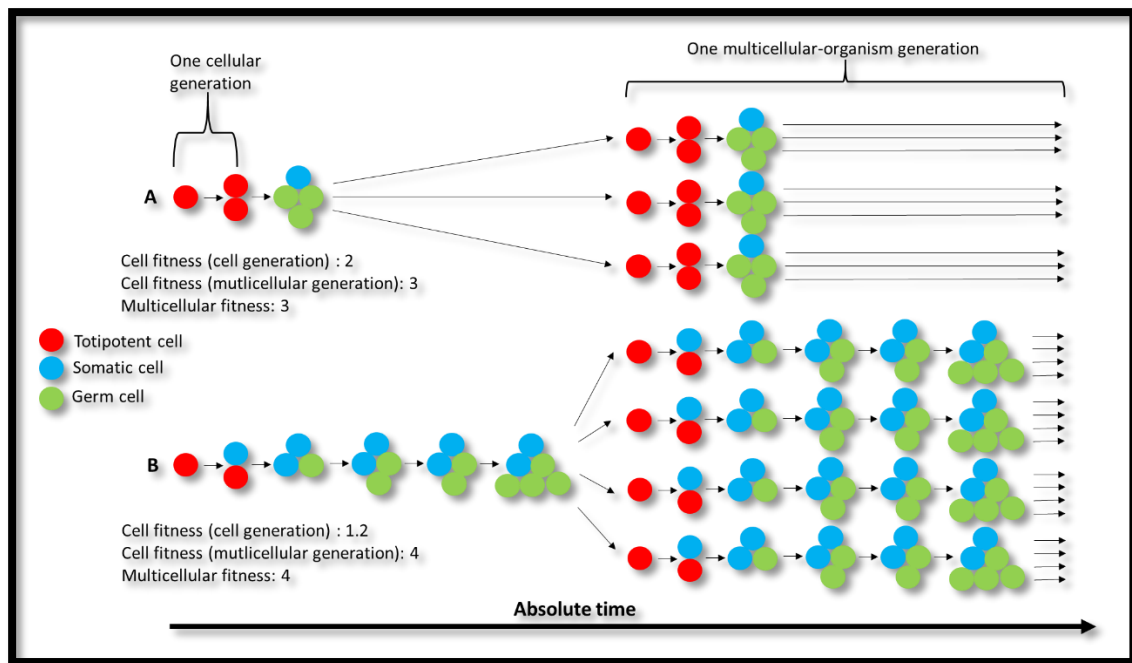 One multicellular-organism generation
One cellular
generation
A
Cell fitness (cell generation) : 2
Cell fitness (mutlicellular generation): 3
Multicellular fitness: 3
Totipotent cell
Somatic cell
Germ cell
B
Cell fitness (cell generation) : 1.2
Cell fitness (mutlicellular generation): 4
Multicellular fitness: 4
Absolute time